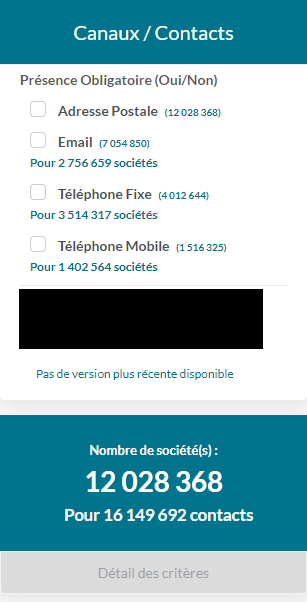 Canaux / Contacts
Présence Obligatoire (Oui/Non)
Adresse Postale (12 028 368)
Email (7 054 850)
Pour 2 756 659 sociétés
Téléphone Fixe (4 012 644)
Pour 3 514 317 sociétés
Téléphone Mobile (1 516 325)
Pour 1 402 564 sociétés
Pas de version plus récente disponible
Nombre de société(s) :
12 028 368
Pour 16 149 692 contacts
Détail des critères